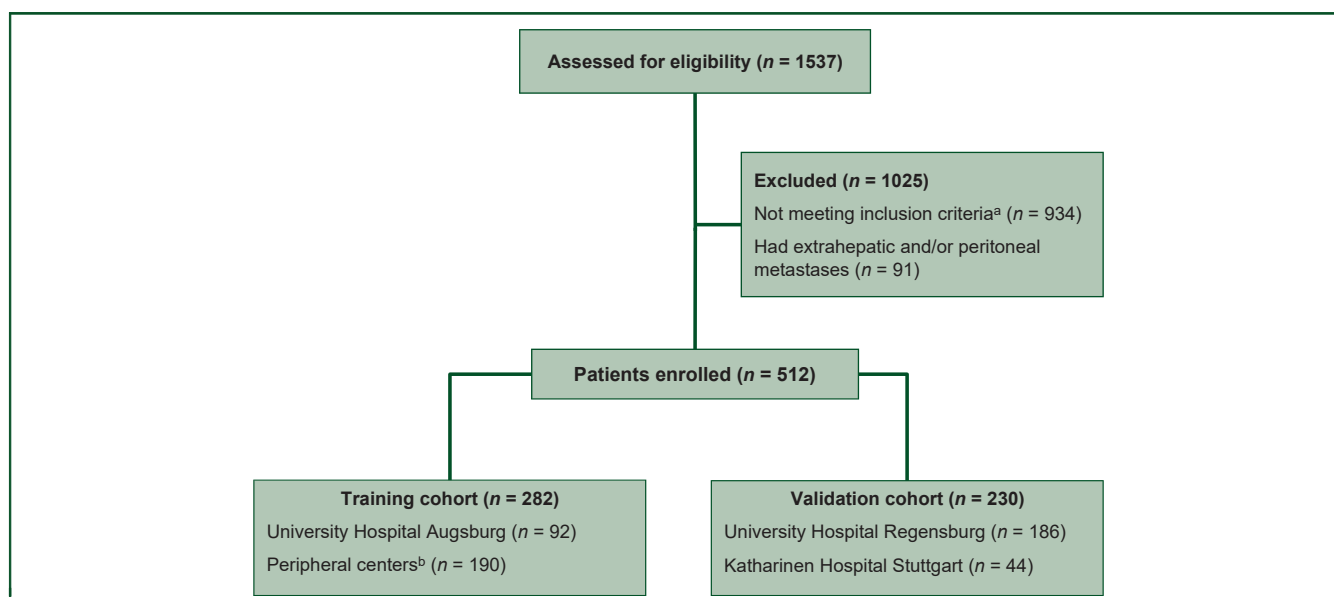 Assessed for eligibility (n = 1537)
Excluded (n = 1025)
Not meeting inclusion criteriaᵃ (n = 934)
Had extrahepatic and/or peritoneal
metastases (n = 91)
Patients enrolled (n = 512)
Training cohort (n = 282)
University Hospital Augsburg (n = 92)
Peripheral centersᵇ (n = 190)
Validation cohort (n = 230)
University Hospital Regensburg (n = 186)
Katharinen Hospital Stuttgart (n = 44)